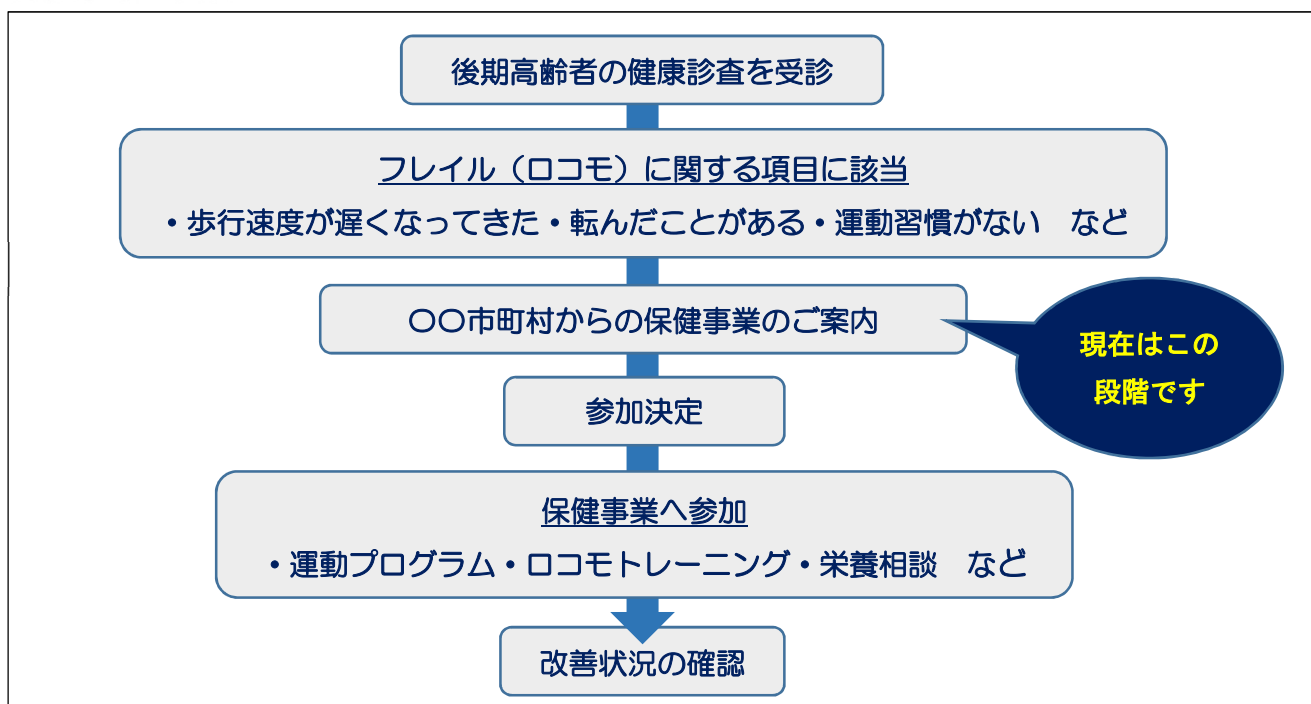 後期高齢者の健康診査を受診
フレイル（ロコモ）に関する項目に該当
・歩行速度が遅くなってきた・転んだことがある・運動習慣がない　など
〇〇市町村からの保健事業のご案内
現在はこの
段階です
参加決定
保健事業へ参加
・運動プログラム・ロコモトレーニング・栄養相談　など
改善状況の確認